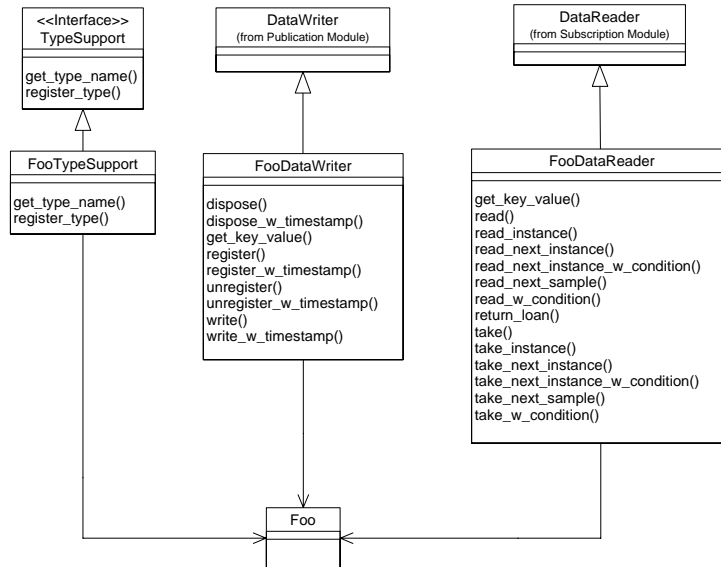 <<Interface>>
TypeSupport
get_type_name()
register_type()
DataWriter
(from Publication Module)
DataReader
(from Subscription Module)
FooTypeSupport
get_type_name()
register_type()
FooDataWriter
dispose()
dispose_w_timestamp()
get_key_value()
register()
register_w_timestamp()
unregister()
unregister_w_timestamp()
write()
write_w_timestamp()
FooDataReader
get_key_value()
read()
read_instance()
read_next_instance()
read_next_instance_w_condition()
read_next_sample()
read_w_condition()
return_loan()
take()
take_instance()
take_next_instance()
take_next_instance_w_condition()
take_next_sample()
take_w_condition()
Foo